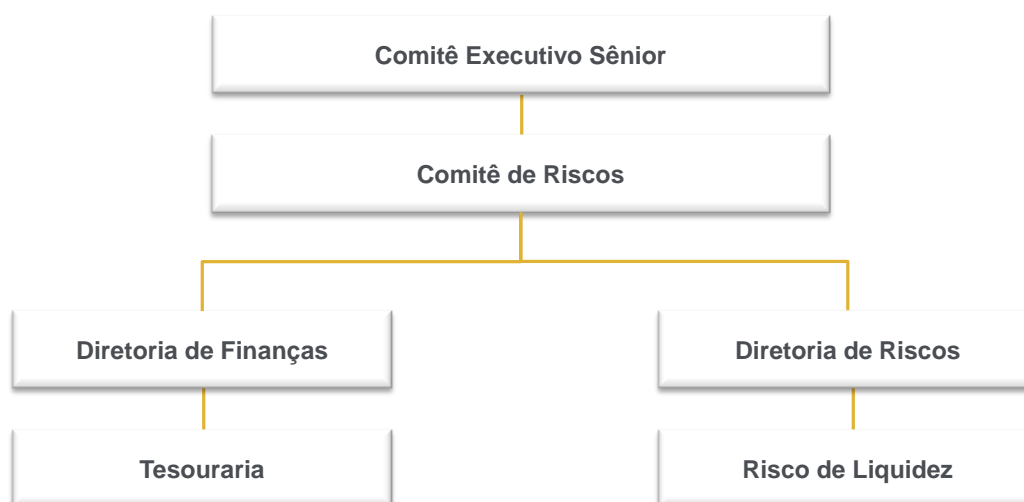 Comitê Executivo Sênior
Comitê de Riscos
Diretoria de Finanças
Diretoria de Riscos
Tesouraria
Risco de Liquidez